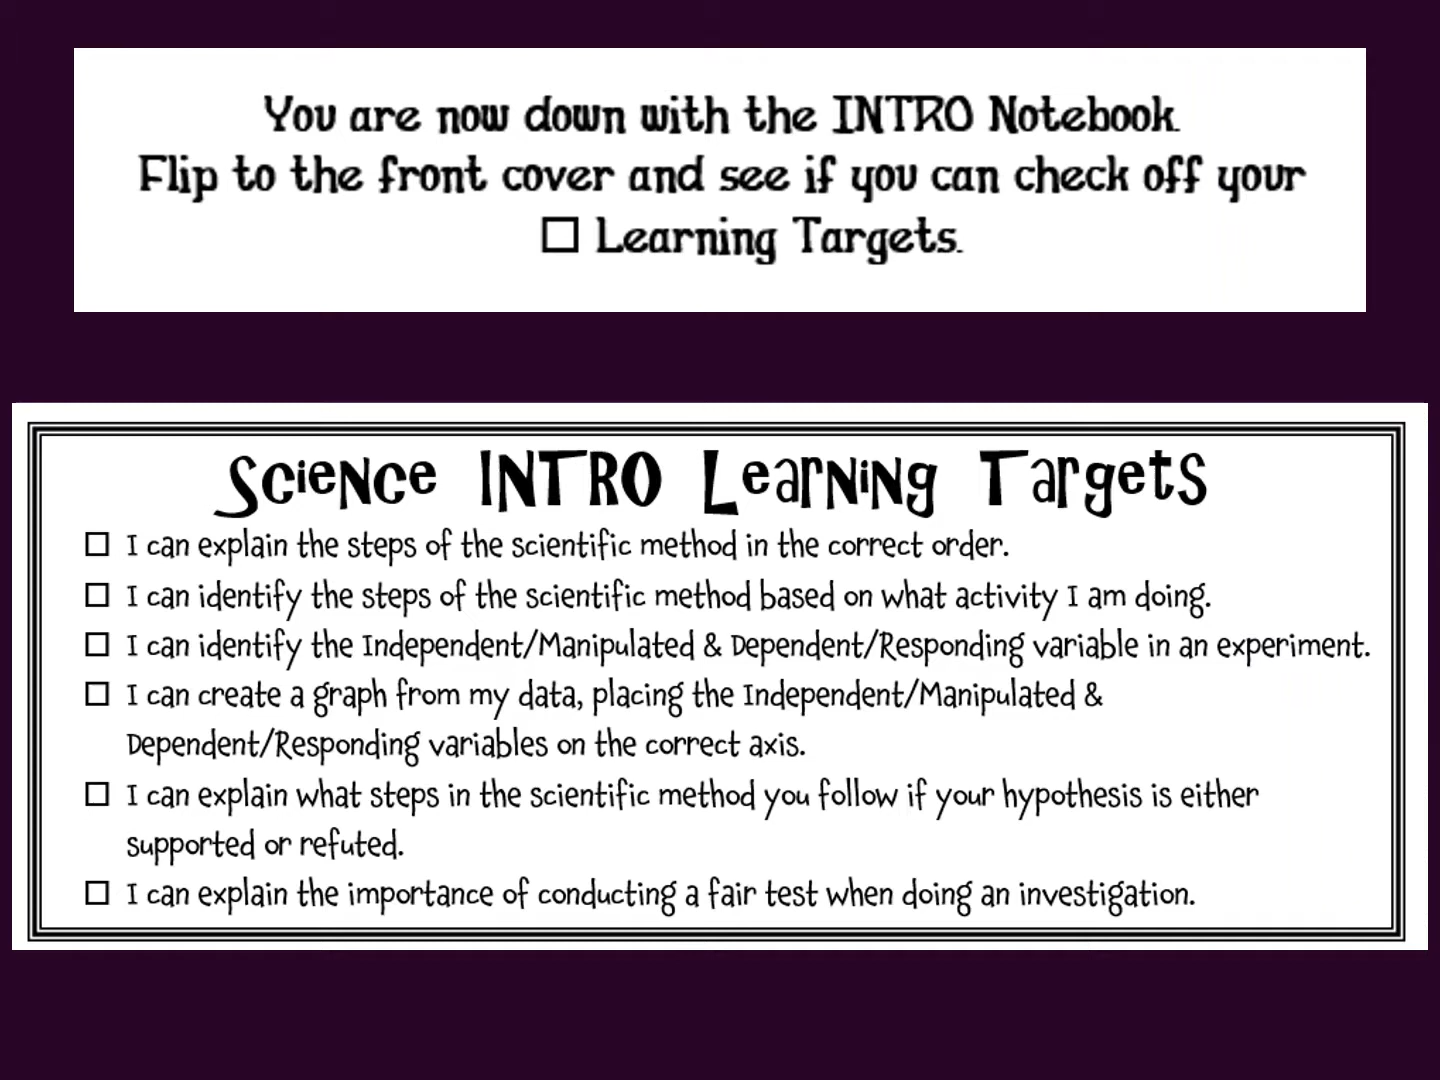 You are now down with the INTRO Notebook.
Flip to the front cover and see if you can check off your
☐ Learning Targets.
Science INTRO Learning Targets
☐ I can explain the steps of the scientific method in the correct order.
☐ I can identify the steps of the scientific method based on what activity I am doing.
☐ I can identify the Independent/Manipulated & Dependent/Responding variable in an experiment.
☐ I can create a graph from my data, placing the Independent/Manipulated &
Dependent/Responding variables on the correct axis.
☐ I can explain what steps in the scientific method you follow if your hypothesis is either
supported or refuted.
☐ I can explain the importance of conducting a fair test when doing an investigation.